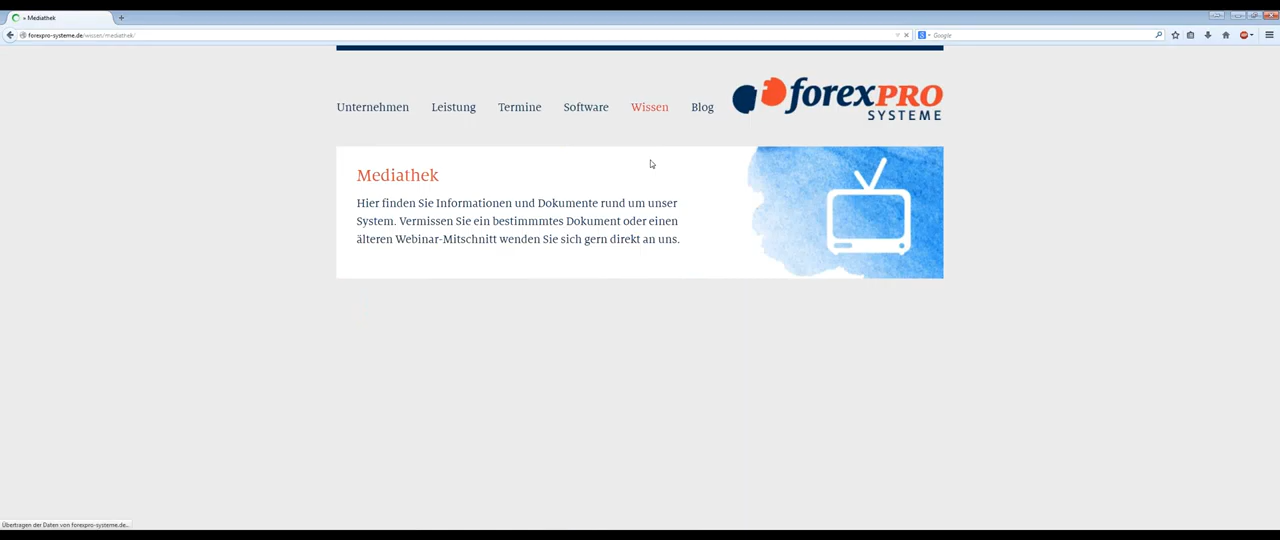 » Mediathek
forexpro-systeme.de/wissen/mediathek/
Google
Unternehmen Leistung Termine Software Wissen Blog
forexPRO
SYSTEME
Mediathek
Hier finden Sie Informationen und Dokumente rund um unser
System. Vermissen Sie ein bestimmmtes Dokument oder einen
älteren Webinar-Mitschnitt wenden Sie sich gern direkt an uns.
Übertragen der Daten von forexpro-systeme.de...